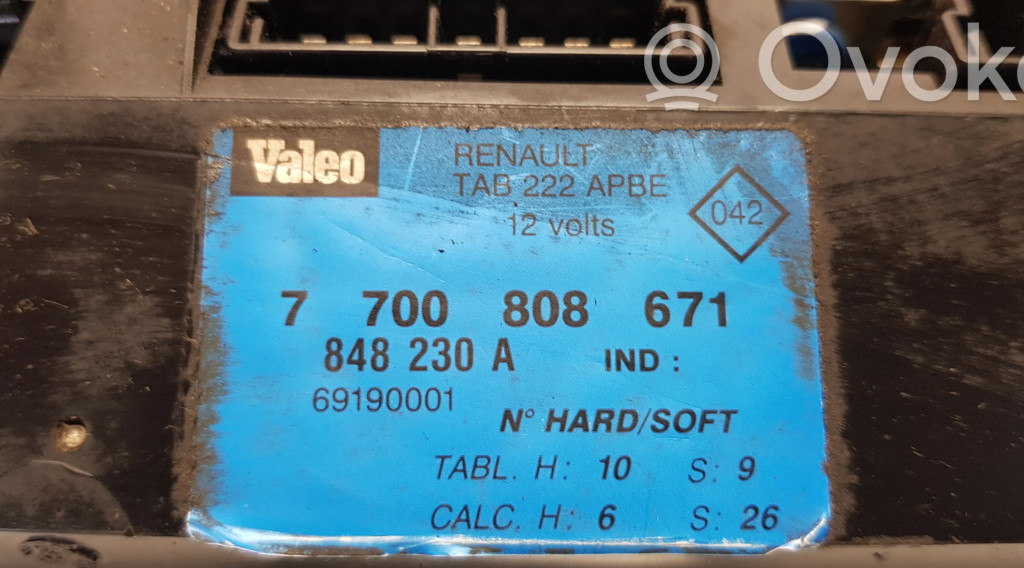 Ovoko
Valeo
RENAULT
TAB 222 APBE
12 volts
042
7 700 808 671
848 230 A IND :
69190001
N° HARD/SOFT
TABL. H: 10 S: 9
CALC. H: 6 S: 26